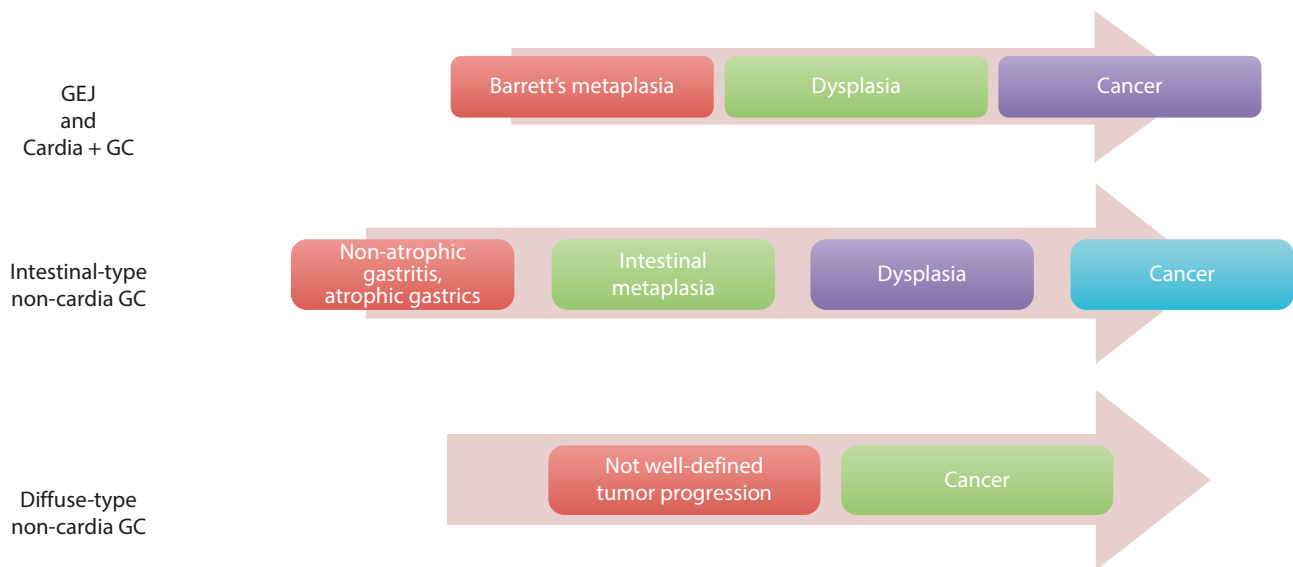 GEJ
and
Cardia + GC
Barrett's metaplasia
Dysplasia
Cancer
Intestinal-type
non-cardia GC
Non-atrophic
gastritis,
atrophic gastrics
Intestinal
metaplasia
Dysplasia
Cancer
Diffuse-type
non-cardia GC
Not well-defined
tumor progression
Cancer